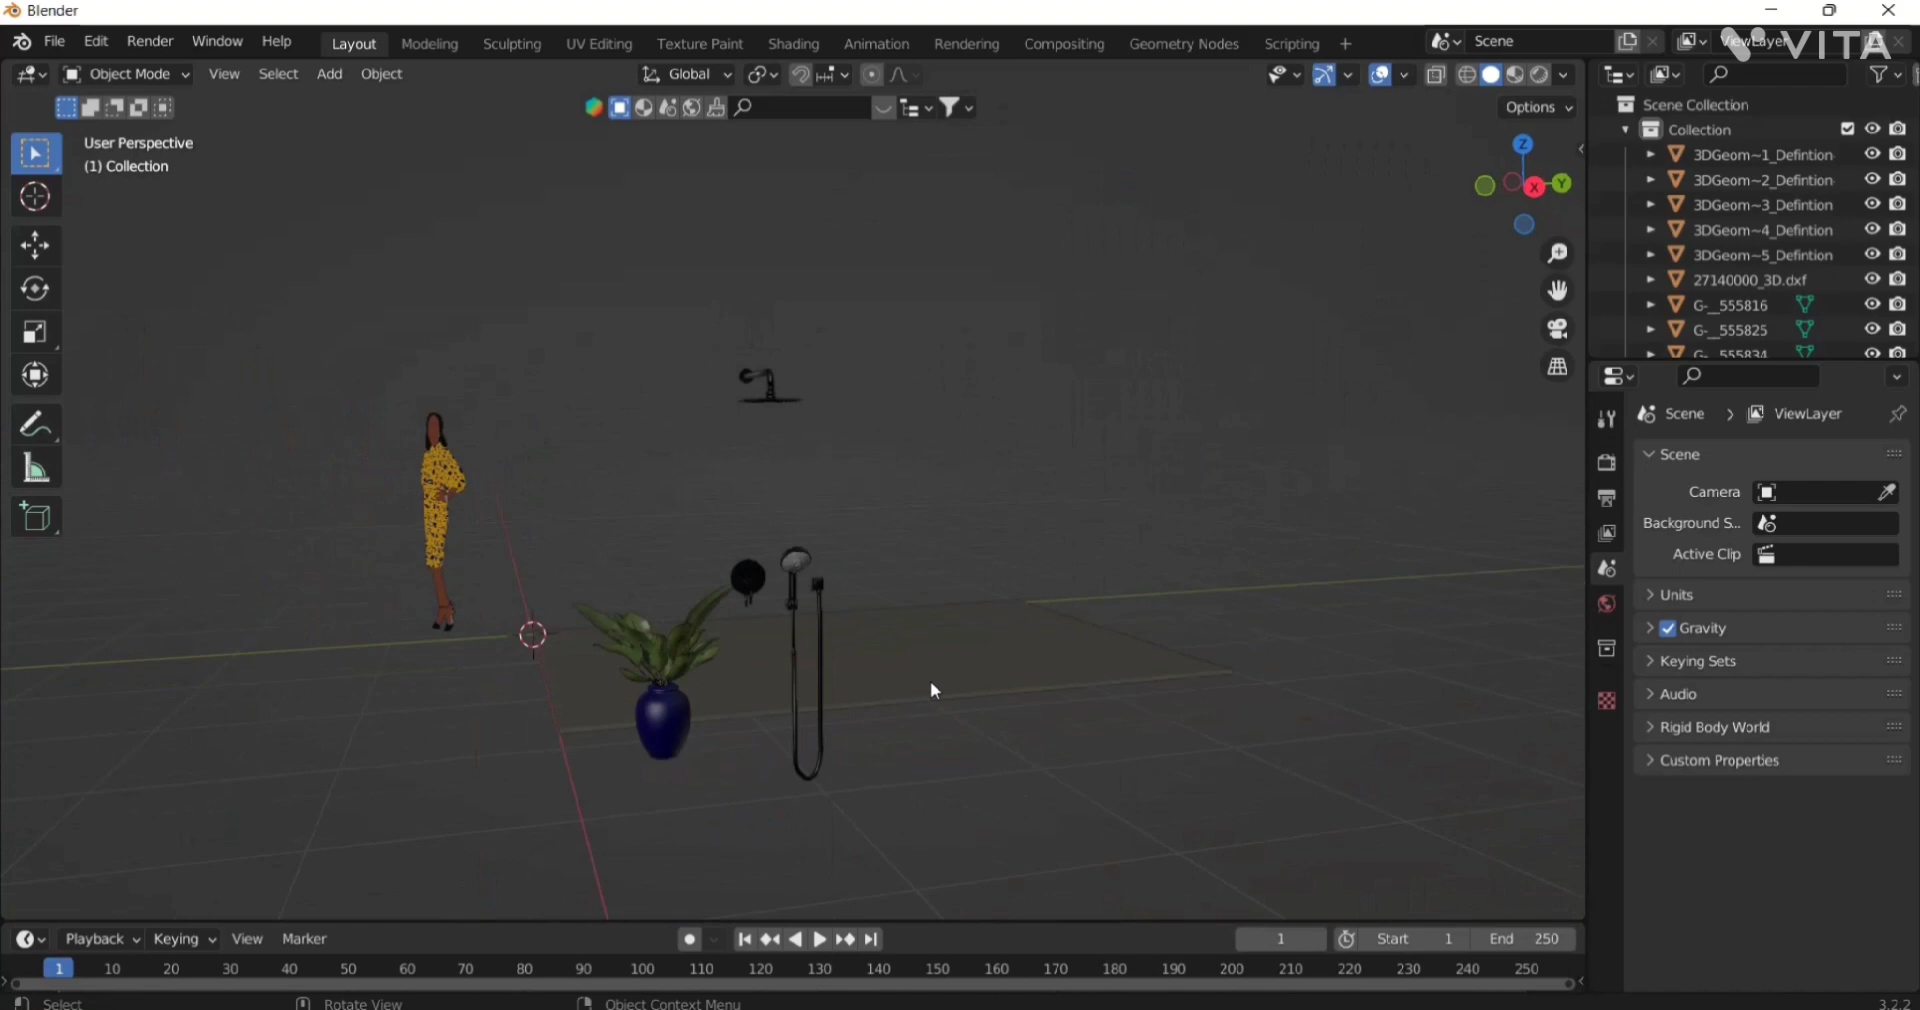 Blender
File Edit Render Window Help Layout Modeling Sculpting UV Editing Texture Paint Shading Animation Rendering Compositing Geometry Nodes Scripting + Scene ViewLayer
VITA
Object Mode View Select Add Object Global
Options
User Perspective
(1) Collection
Z
X
Y
Scene Collection
Collection
3DGeom~1_Defintion
3DGeom~2_Defintion
3DGeom~3_Defintion
3DGeom~4_Defintion
3DGeom~5_Defintion
27140000_3D.dxf
G-__555816
G-__555825
G-__555834
Scene > ViewLayer
Scene
Camera
Background S...
Active Clip
Units
Gravity
Keying Sets
Audio
Rigid Body World
Custom Properties
Playback Keying View Marker 1 Start 1 End 250
1 10 20 30 40 50 60 70 80 90 100 110 120 130 140 150 160 170 180 190 200 210 220 230 240 250
Select Rotate View Object Context Menu 3.2.2